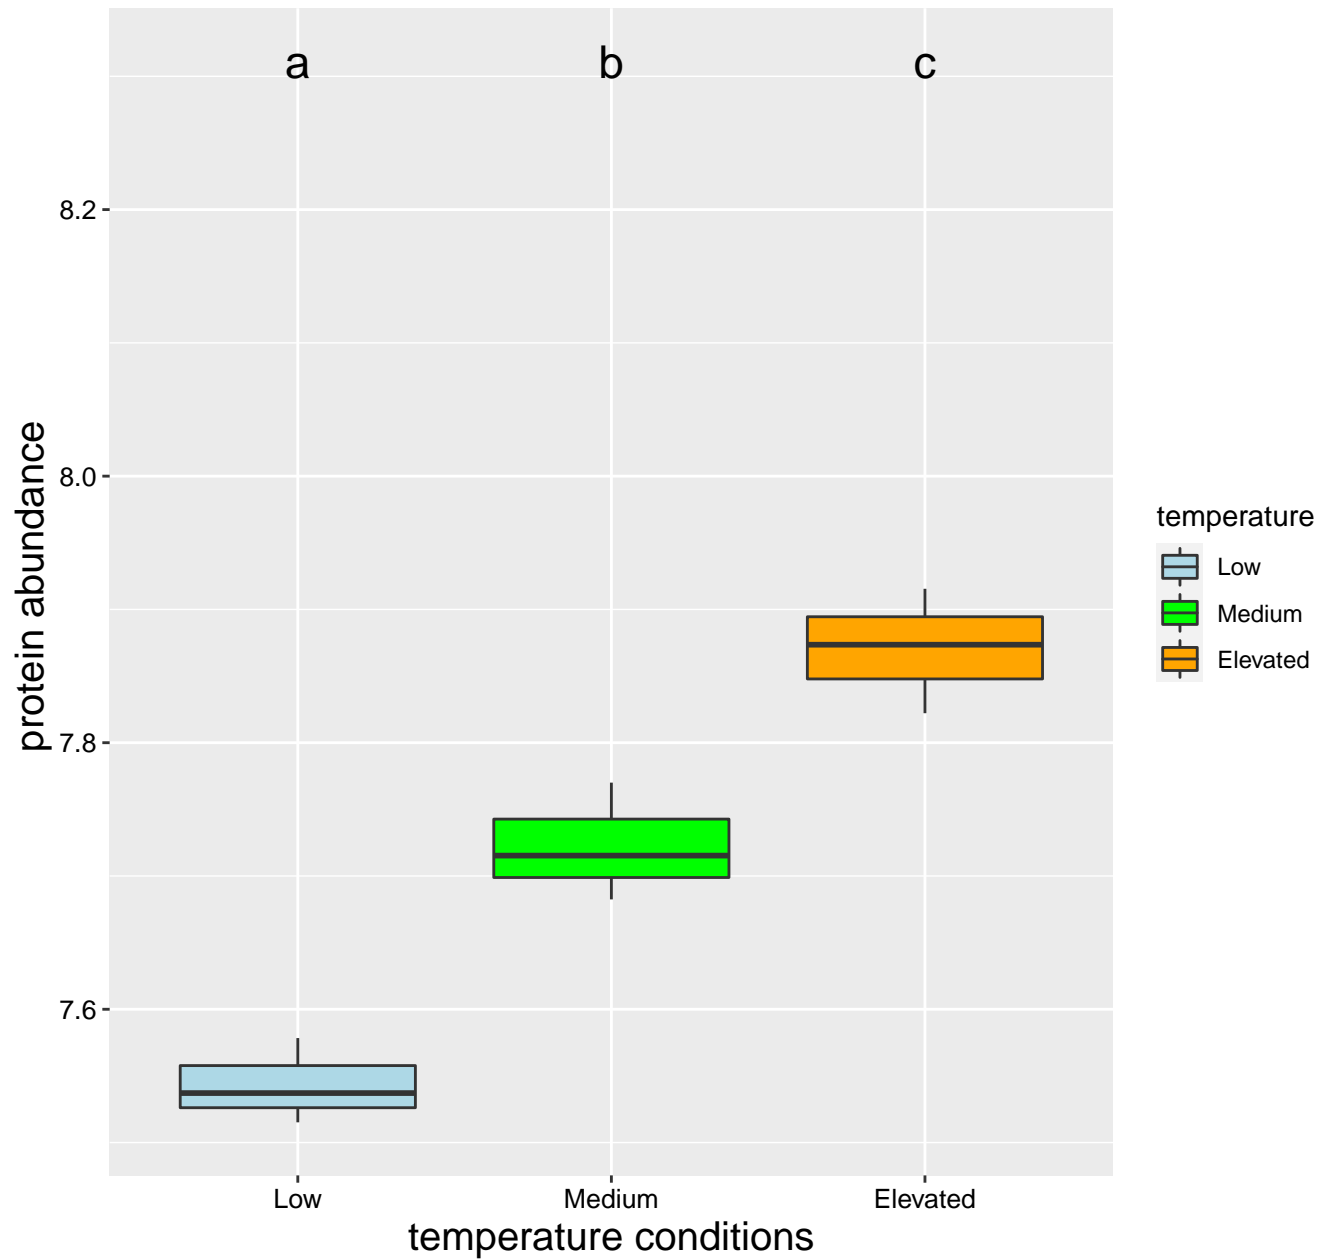 a b c
8.2
8.0
7.8
7.6
protein abundance
Low Medium Elevated
temperature conditions
temperature
Low
Medium
Elevated